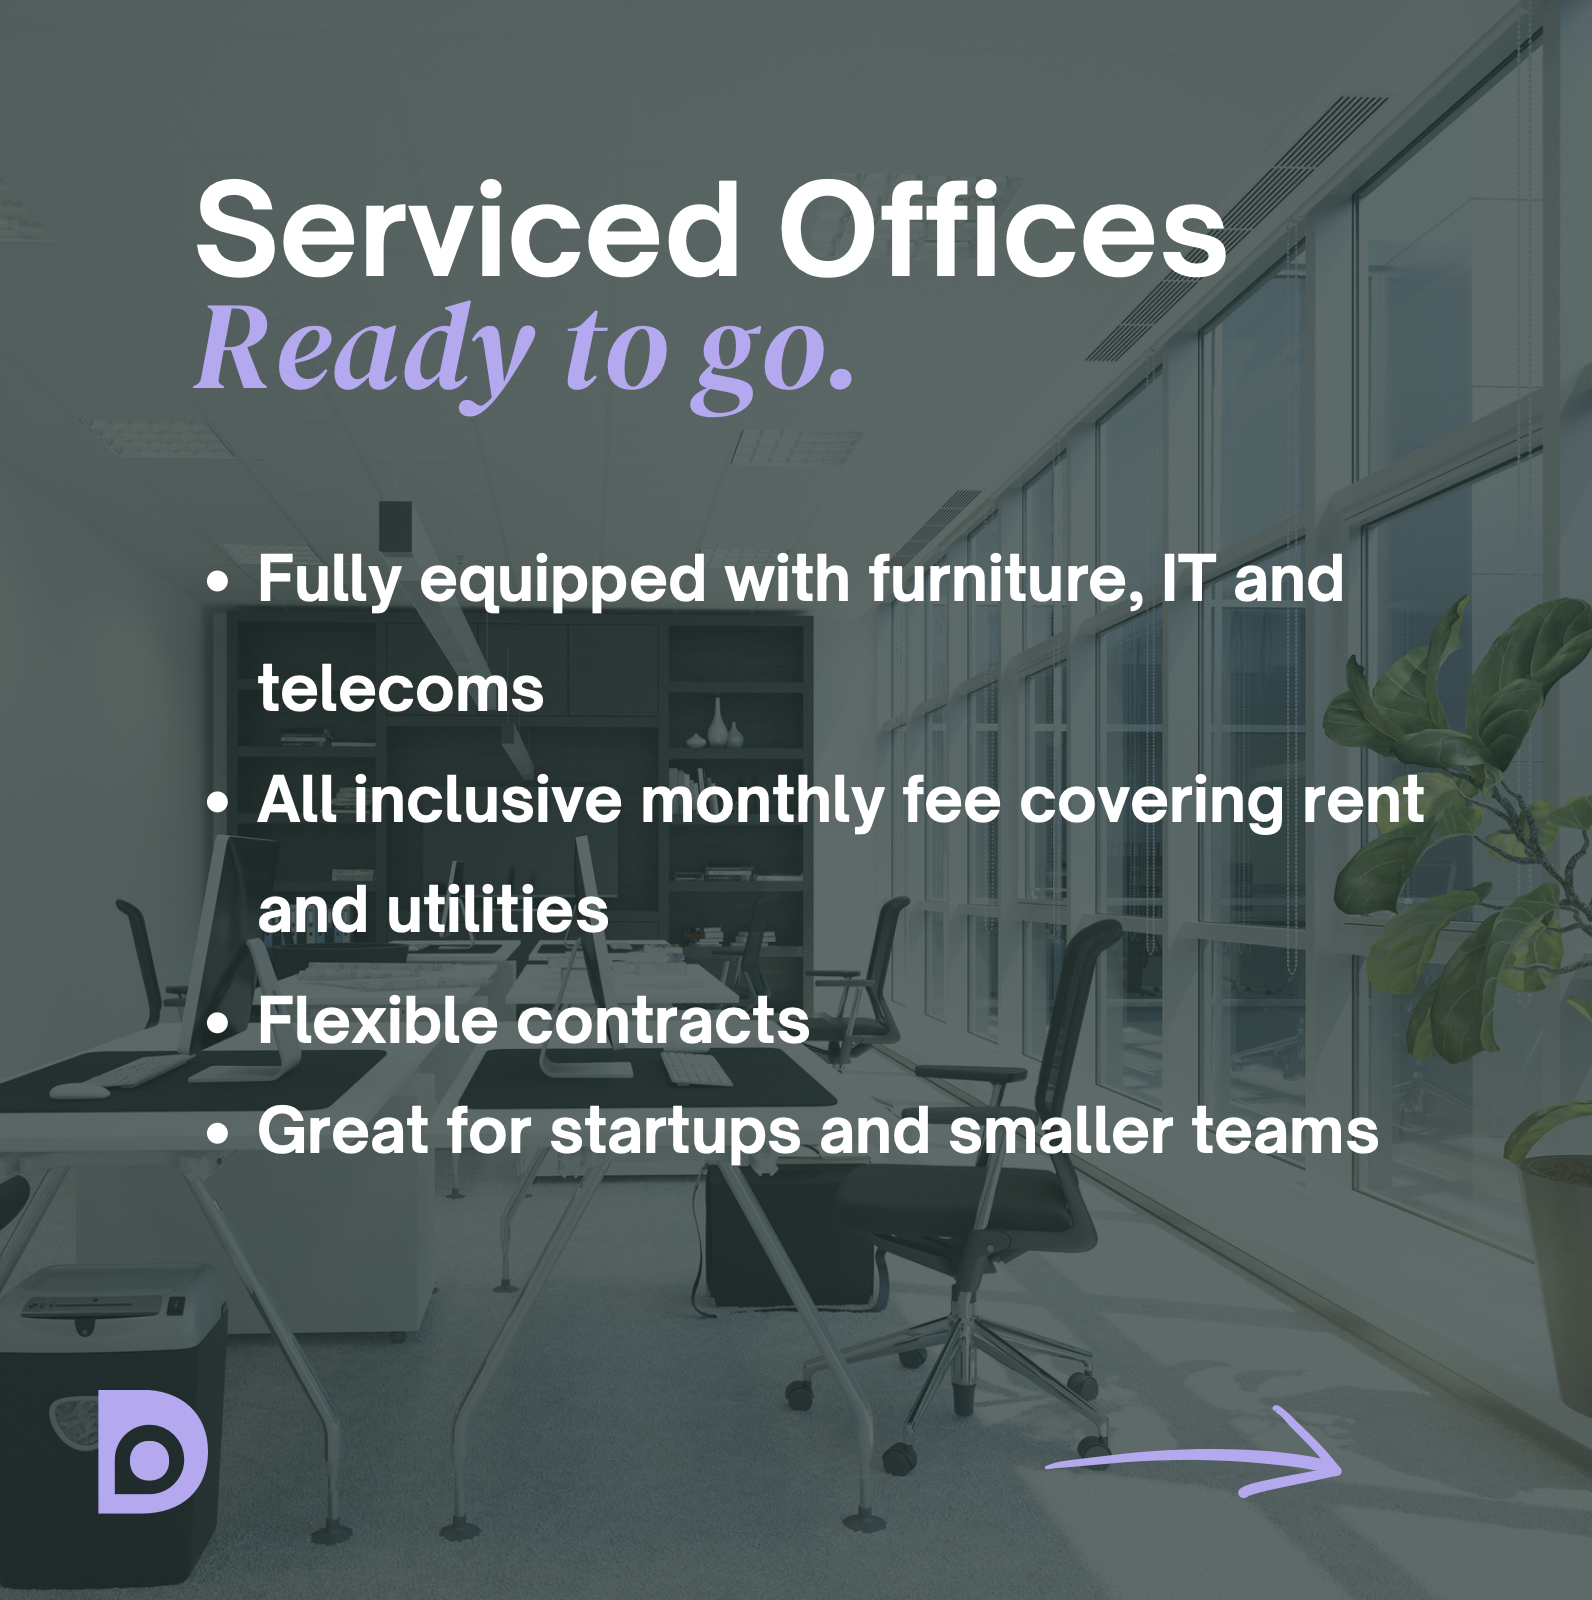 Serviced Offices
Ready to go.
• Fully equipped with furniture, IT and
telecoms
• All inclusive monthly fee covering rent
and utilities
• Flexible contracts
• Great for startups and smaller teams